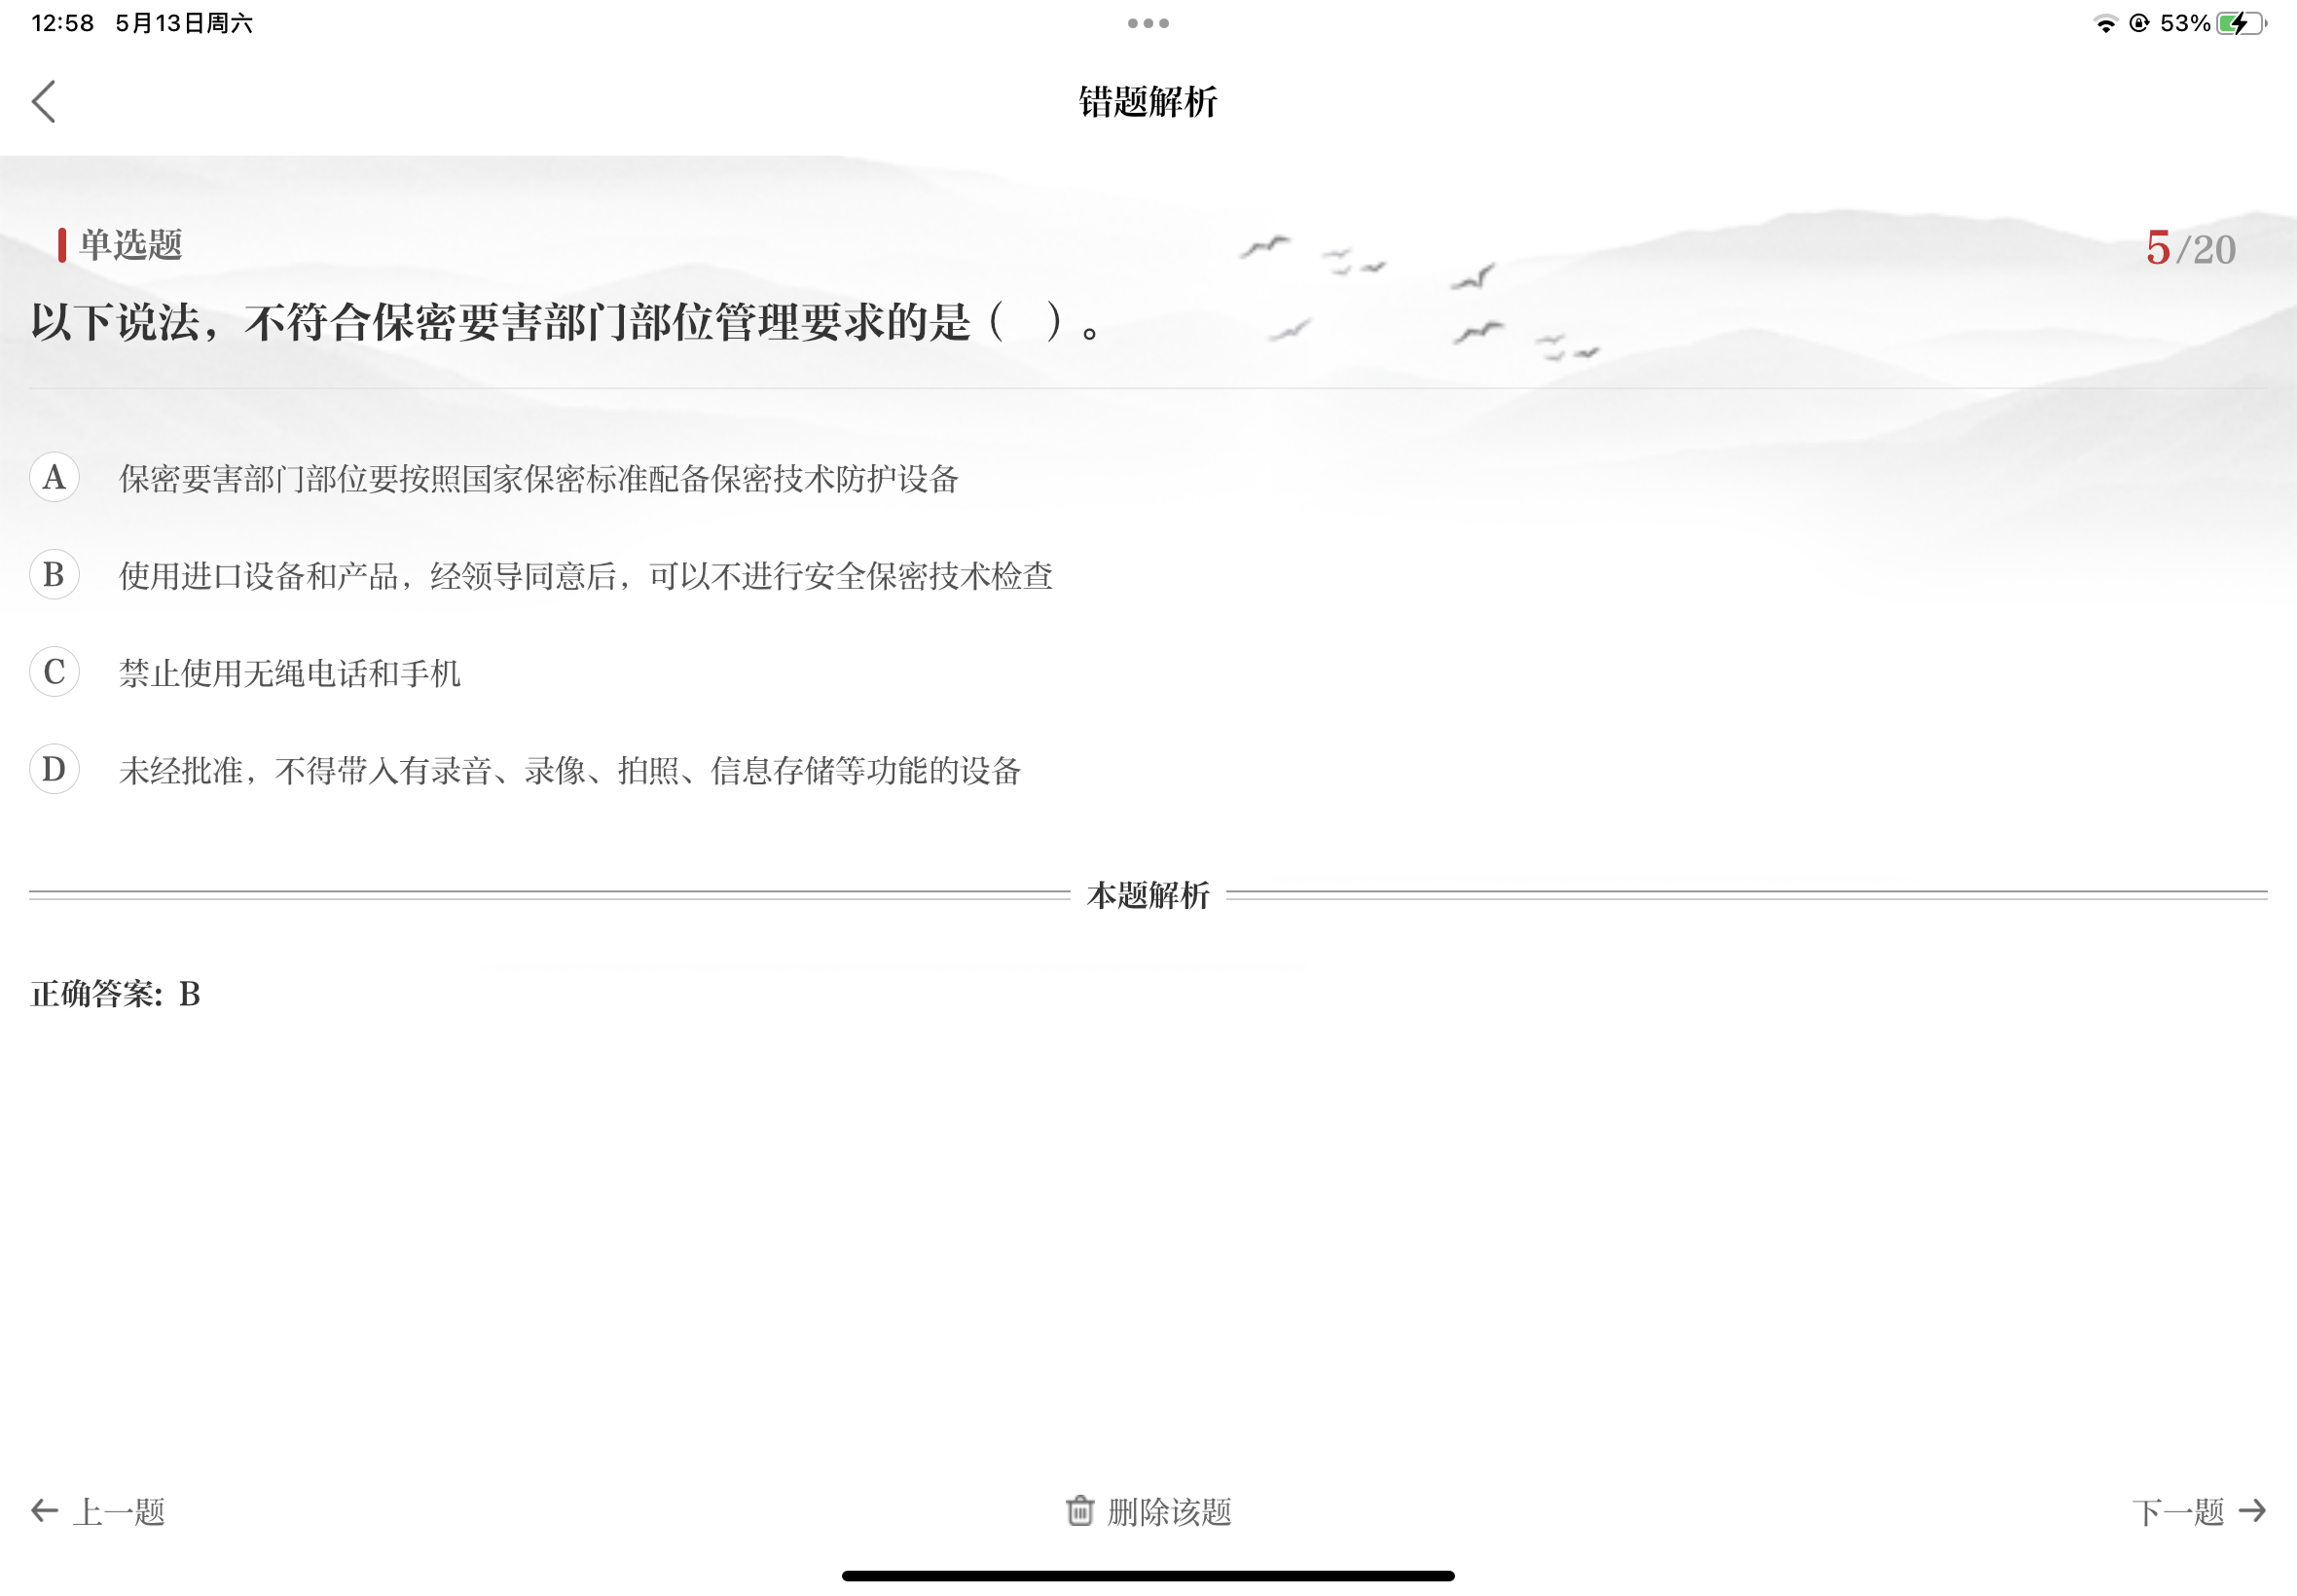 12:58 5月13日周六
53%
错题解析
单选题
5/20
以下说法，不符合保密要害部门部位管理要求的是（ ）。
A 保密要害部门部位要按照国家保密标准配备保密技术防护设备
B 使用进口设备和产品，经领导同意后，可以不进行安全保密技术检查
C 禁止使用无绳电话和手机
D 未经批准，不得带入有录音、录像、拍照、信息存储等功能的设备
本题解析
正确答案：B
上一题
删除该题
下一题